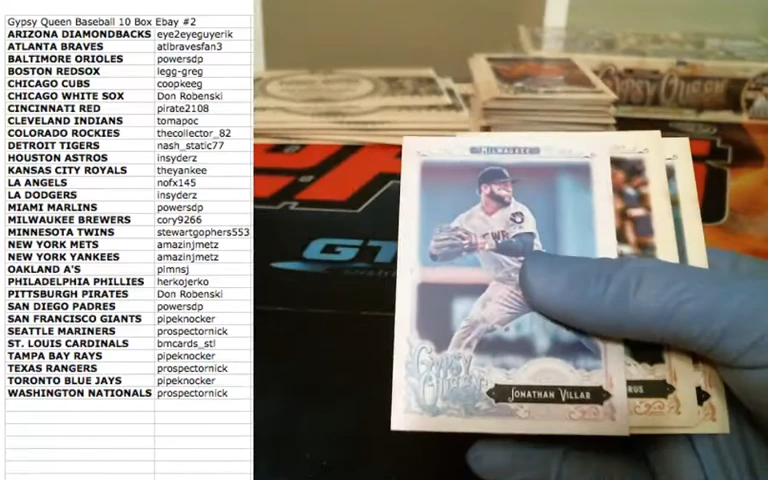 Gypsy Queen Baseball 10 Box Ebay #2
ARIZONA DIAMONDBACKS eye2eyeguyerik
ATLANTA BRAVES atlbravesfan3
BALTIMORE ORIOLES powersdp
BOSTON REDSOX legg-greg
CHICAGO CUBS coopkeeg
CHICAGO WHITE SOX Don Robenski
CINCINNATI RED pirate2108
CLEVELAND INDIANS tomapoc
COLORADO ROCKIES thecollector_82
DETROIT TIGERS nash_static77
HOUSTON ASTROS insyderz
KANSAS CITY ROYALS theyankee
LA ANGELS nofx145
LA DODGERS insyderz
MIAMI MARLINS powersdp
MILWAUKEE BREWERS cory9266
MINNESOTA TWINS stewartgophers553
NEW YORK METS amazinjmetz
NEW YORK YANKEES amazinjmetz
OAKLAND A'S plmnsj
PHILADELPHIA PHILLIES herkojerko
PITTSBURGH PIRATES Don Robenski
SAN DIEGO PADRES powersdp
SAN FRANCISCO GIANTS pipeknocker
SEATTLE MARINERS prospectornick
ST. LOUIS CARDINALS bmcards_stl
TAMPA BAY RAYS pipeknocker
TEXAS RANGERS prospectornick
TORONTO BLUE JAYS pipeknocker
WASHINGTON NATIONALS prospectornick
GYPSY QUEEN
GT
MILWAUKEE
GYPSY QUEEN
JONATHAN VILLAR
RUS